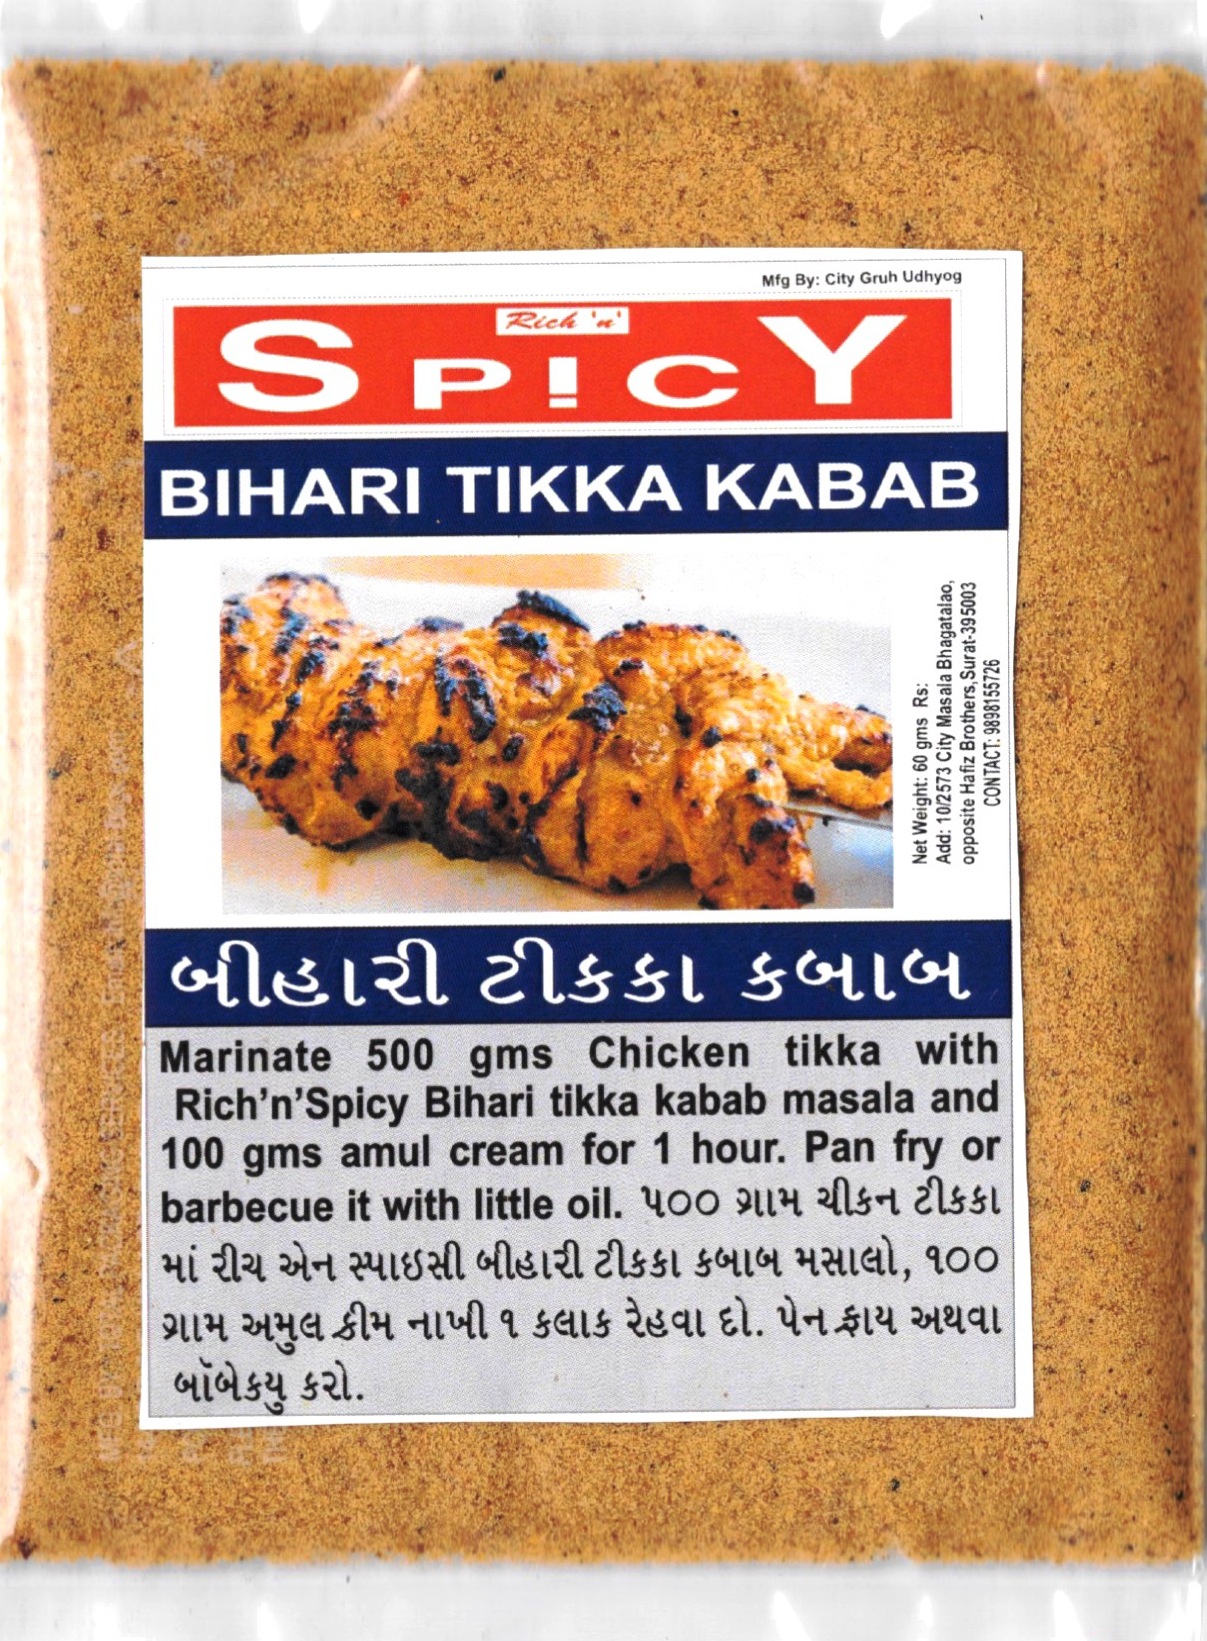 Mfg By: City Gruh Udhyog
Rich 'n'
SP!CY
BIHARI TIKKA KABAB
Net Weight: 60 gms Rs:
Add: 10/2573 City Masala Bhagatalao,
opposite Hafiz Brothers,Surat-395003
CONTACT: 9898155726
બીહારી ટીકકા કબાબ
Marinate 500 gms Chicken tikka with
Rich'n'Spicy Bihari tikka kabab masala and
100 gms amul cream for 1 hour. Pan fry or
barbecue it with little oil. ૫૦૦ ગ્રામ ચીકન ટીકકા
માં રીચ એન સ્પાઇસી બીહારી ટીકકા કબાબ મસાલો, ૧૦૦
ગ્રામ અમુલ ક્રીમ નાખી ૧ કલાક રેહવા દો. પેન ફ્રાય અથવા
બૉબેકયુ કરો.